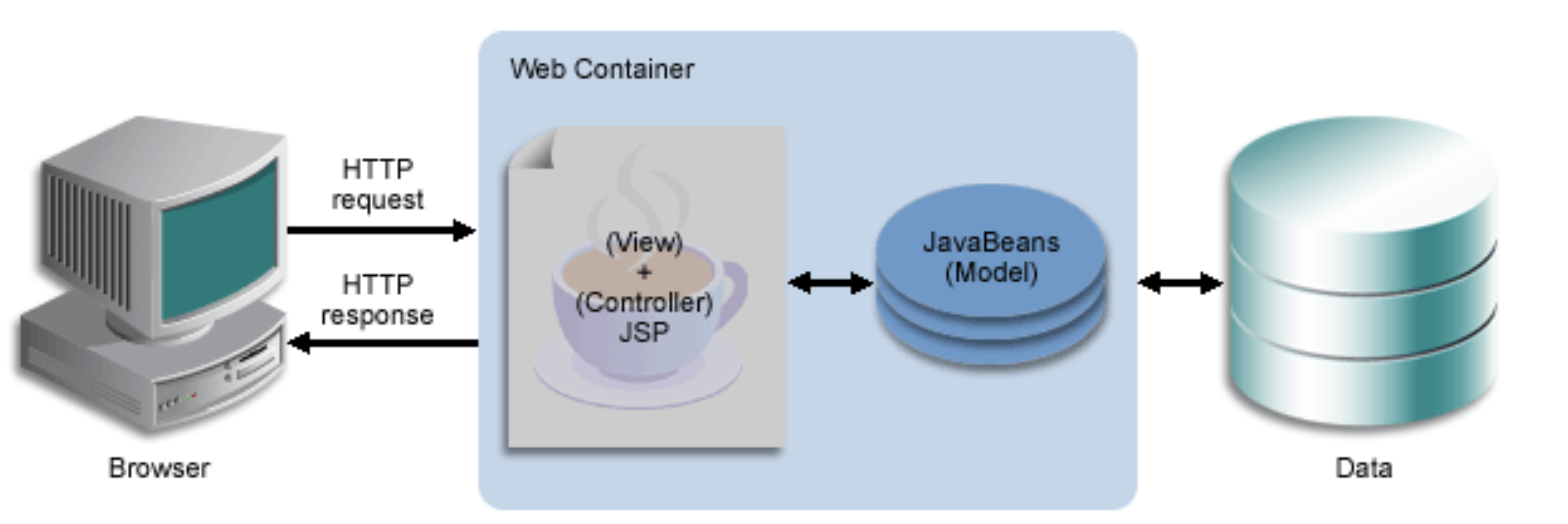 Web Container
HTTP
request
HTTP
response
(View)
+
(Controller)
JSP
JavaBeans
(Model)
Browser
Data